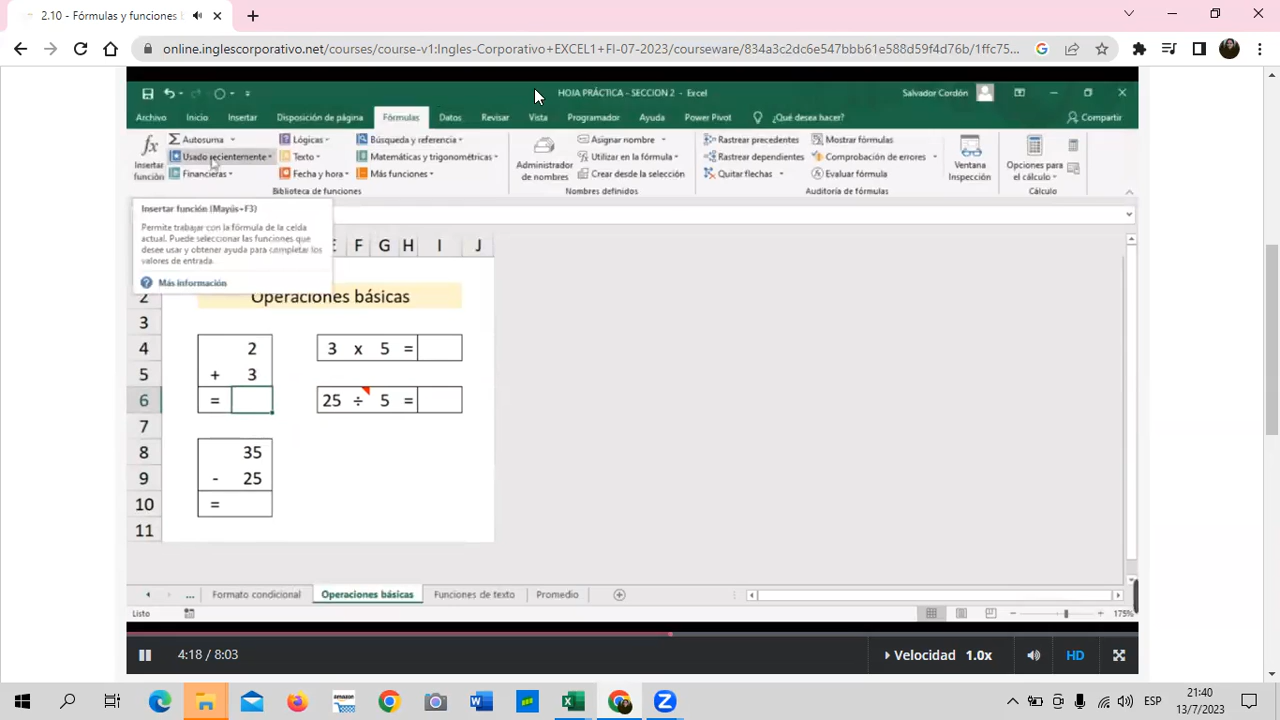 2.10 - Fórmulas y funciones
online.inglescorporativo.net/courses/course-v1:Ingles-Corporativo+EXCEL1+FI-07-2023/courseware/834a3c2dc5e547bbb61e588d59f4d76b/1ffc75...
HOJA PRÁCTICA - SECCION 2 - Excel
Salvador Cordón
Archivo Inicio Insertar Disposición de página Fórmulas Datos Revisar Vista Programador Ayuda Power Pivot ¿Qué desea hacer? Compartir
fx Insertar función
Autosuma Lógicas Búsqueda y referencia
Usado recientemente Texto Matemáticas y trigonométricas
Financieras Fecha y hora Más funciones
Biblioteca de funciones
Administrador de nombres
Asignar nombre
Utilizar en la fórmula
Crear desde la selección
Nombres definidos
Rastrear precedentes Mostrar fórmulas
Rastrear dependientes Comprobación de errores
Quitar flechas Evaluar fórmula
Auditoría de fórmulas
Ventana Inspección
Opciones para el cálculo
Cálculo
Insertar función (Mayús+F3)
Permite trabajar con la fórmula de la celda
actual. Puede seleccionar las funciones que
desee usar y obtener ayuda para completar los
valores de entrada.
Más información
E F G H I J
2 Operaciones básicas
3
4 2 3 x 5 =
5 + 3
6 = 25 ÷ 5 =
7
8 35
9 - 25
10 =
11
... Formato condicional Operaciones básicas Funciones de texto Promedio
Listo 175%
4:18 / 8:03 Velocidad 1.0x HD
ESP 21:40
13/7/2023